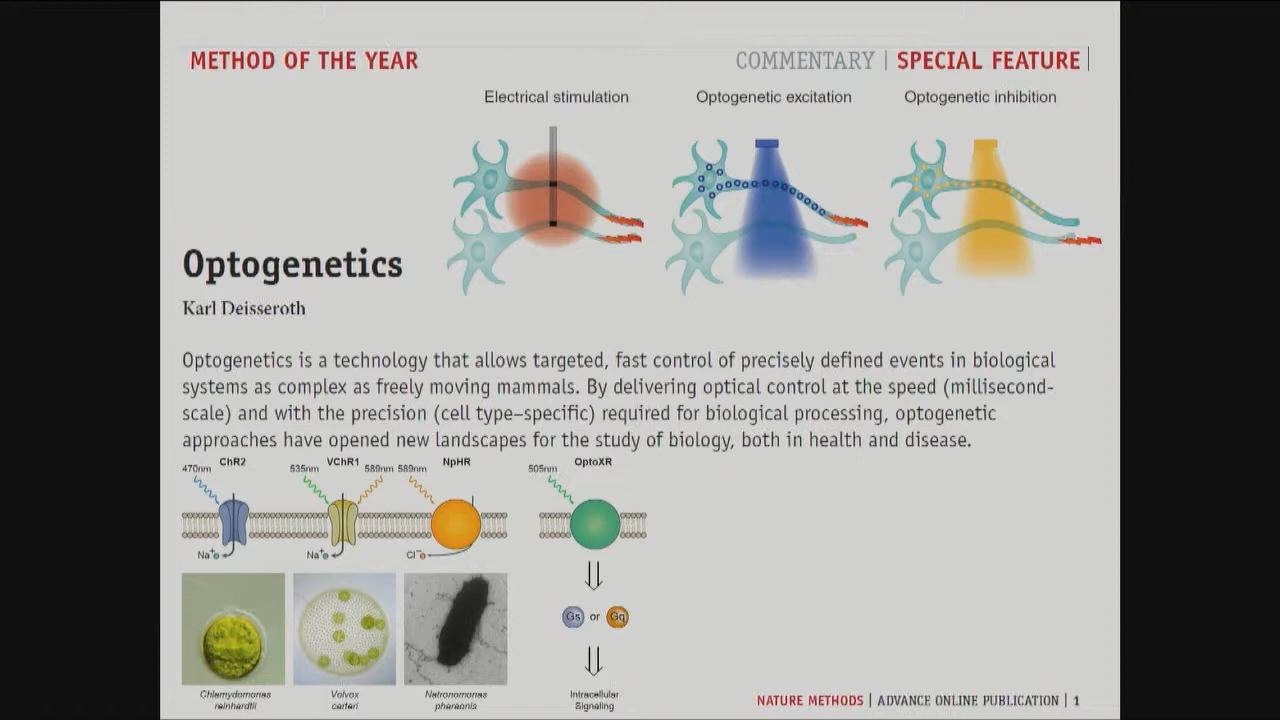 METHOD OF THE YEAR
COMMENTARY | SPECIAL FEATURE
Electrical stimulation
Optogenetic excitation
Optogenetic inhibition
Optogenetics
Karl Deisseroth
Optogenetics is a technology that allows targeted, fast control of precisely defined events in biological
systems as complex as freely moving mammals. By delivering optical control at the speed (millisecond-
scale) and with the precision (cell type–specific) required for biological processing, optogenetic
approaches have opened new landscapes for the study of biology, both in health and disease.
470nm ChR2
535nm VChR1 589nm
589nm NpHR
505nm OptoXR
Na+
Na+
Cl-
Gs or Gq
Chlamydomonas
reinhardtii
Volvox
carteri
Natronomonas
pharaonis
Intracellular
Signaling
NATURE METHODS | ADVANCE ONLINE PUBLICATION | 1